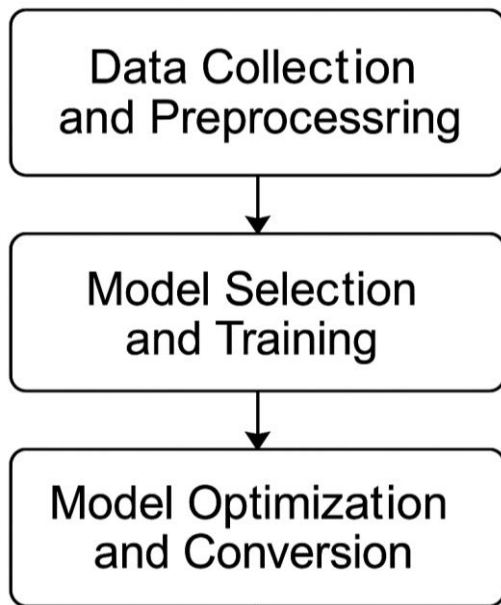 Data Collection
and Preprocessring
Model Selection
and Training
Model Optimization
and Conversion